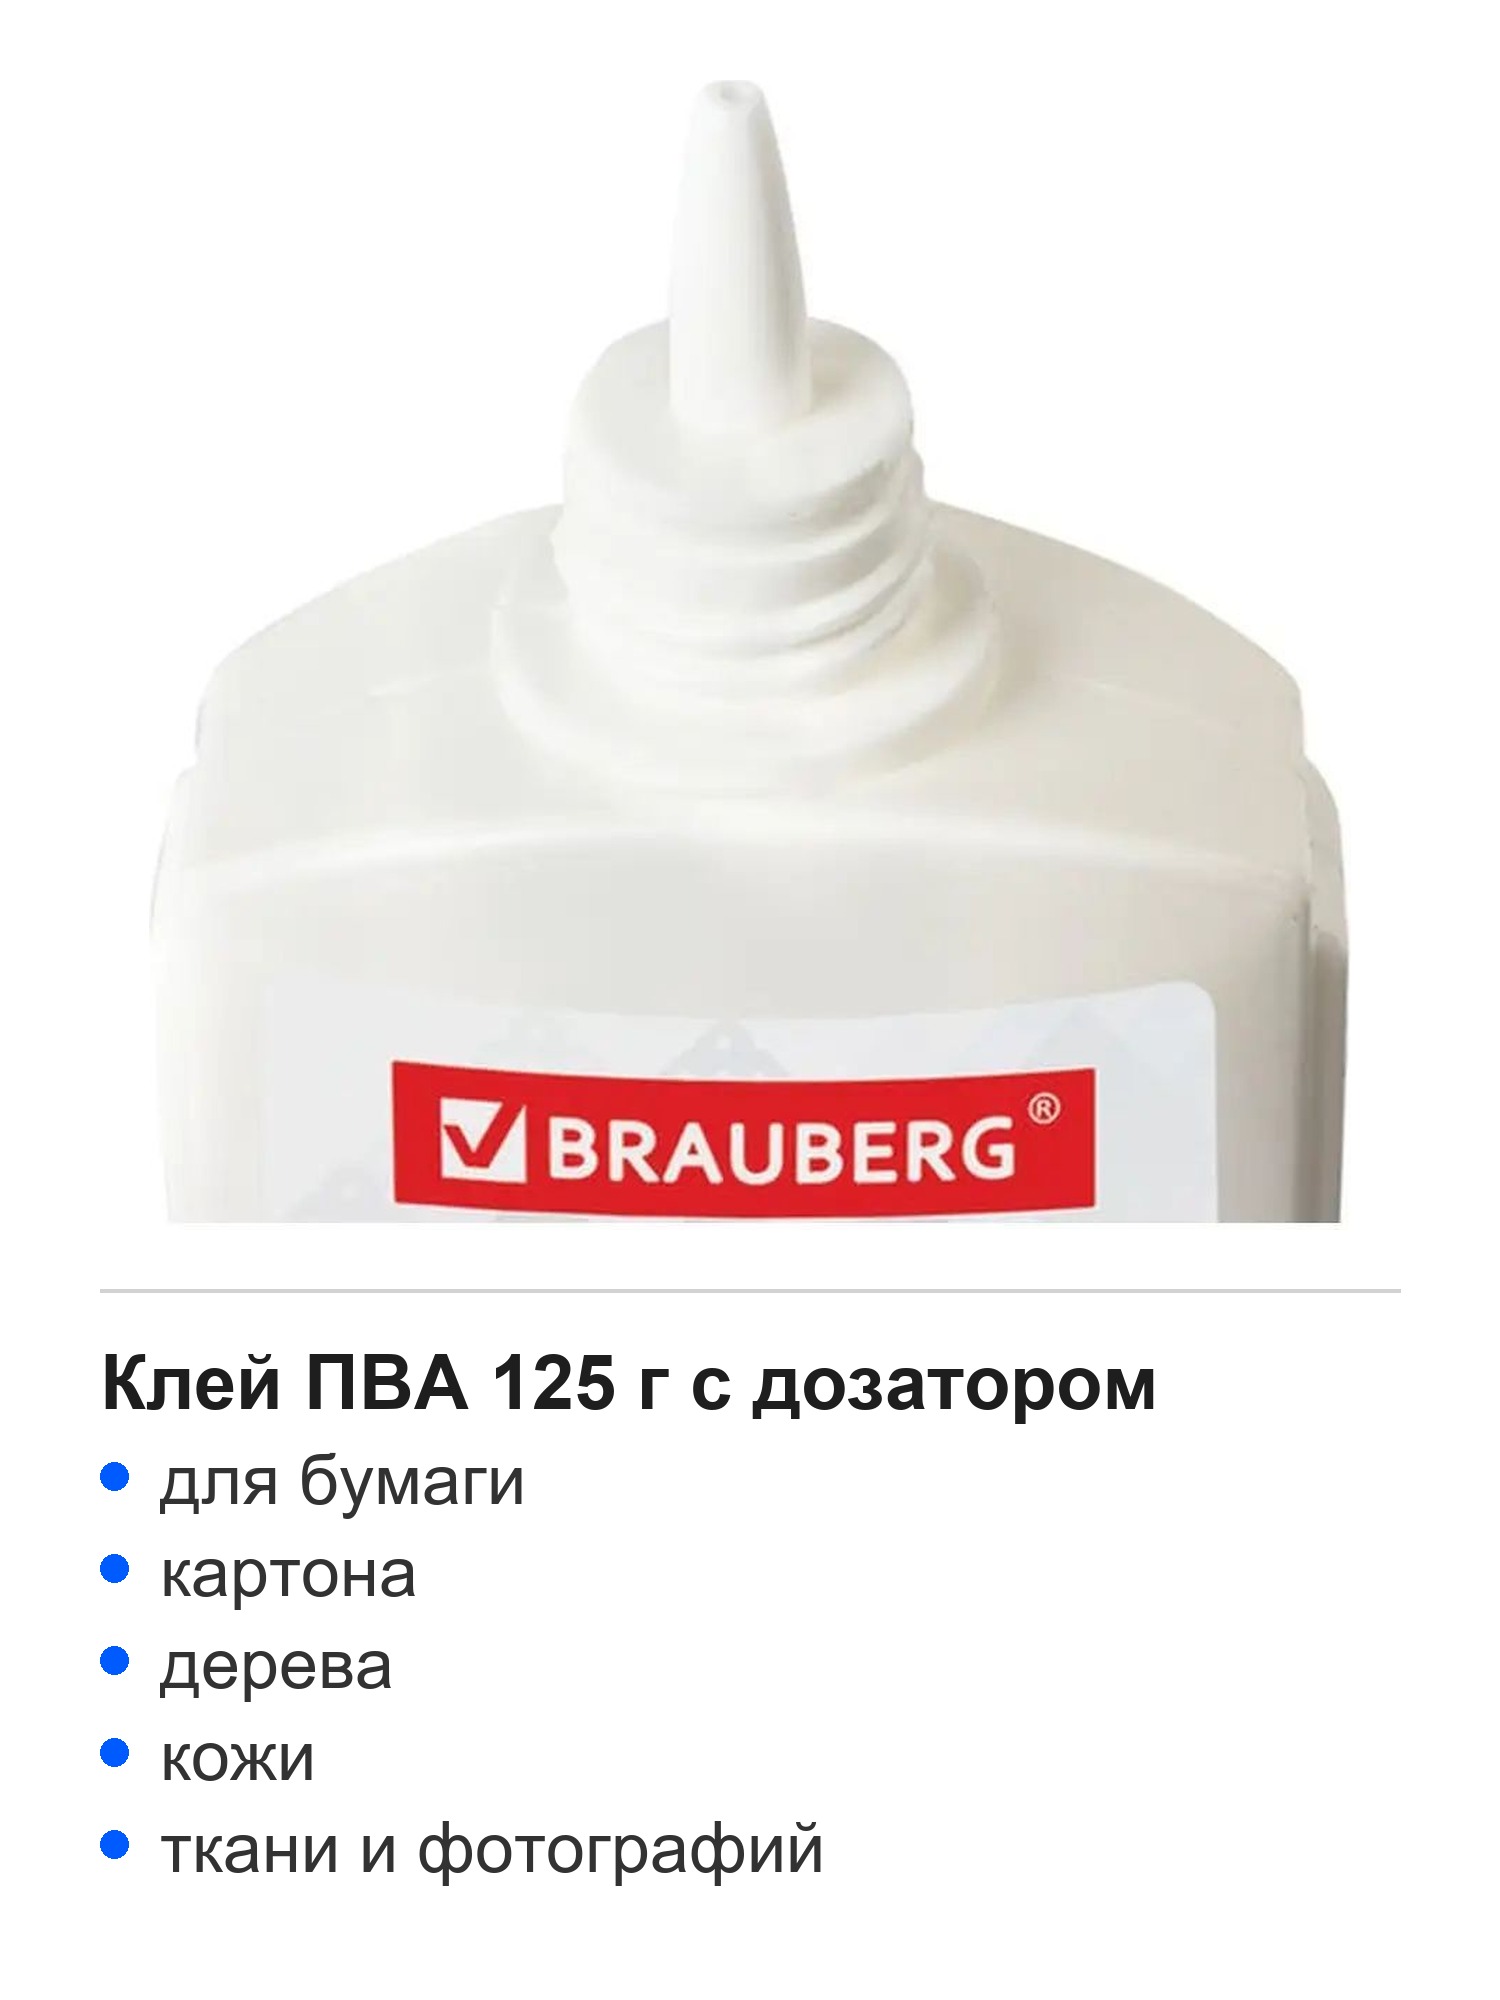 BRAUBERG®
Клей ПВА 125 г с дозатором
для бумаги
картона
дерева
кожи
ткани и фотографий